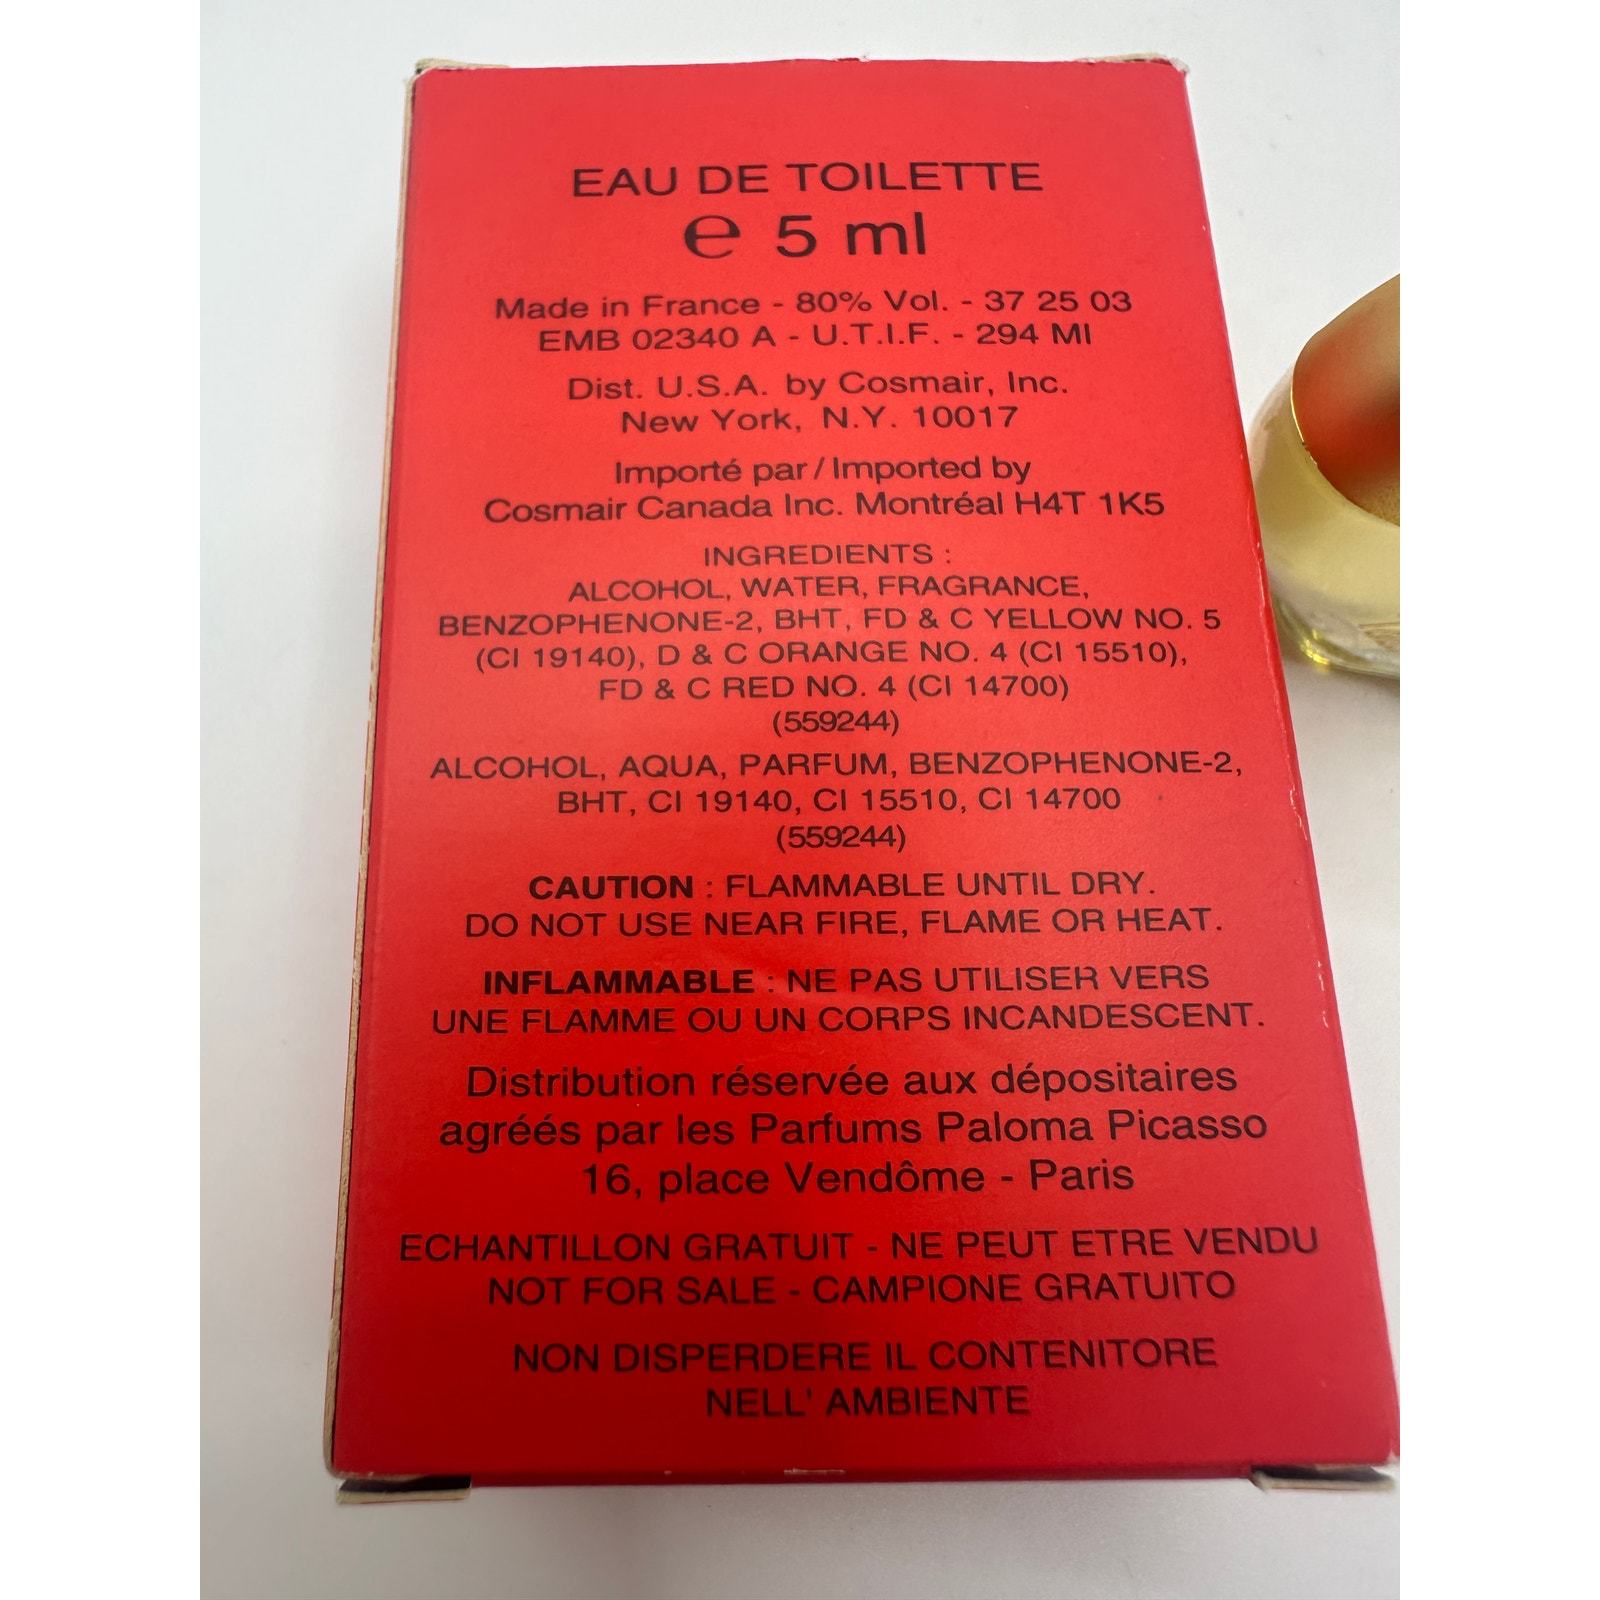 EAU DE TOILETTE
℮ 5 ml
Made in France - 80% Vol. - 37 25 03
EMB 02340 A - U.T.I.F. - 294 MI
Dist. U.S.A. by Cosmair, Inc.
New York, N.Y. 10017
Importé par / Imported by
Cosmair Canada Inc. Montréal H4T 1K5
INGREDIENTS :
ALCOHOL, WATER, FRAGRANCE,
BENZOPHENONE-2, BHT, FD & C YELLOW NO. 5
(CI 19140), D & C ORANGE NO. 4 (CI 15510),
FD & C RED NO. 4 (CI 14700)
(559244)
ALCOHOL, AQUA, PARFUM, BENZOPHENONE-2,
BHT, CI 19140, CI 15510, CI 14700
(559244)
CAUTION : FLAMMABLE UNTIL DRY.
DO NOT USE NEAR FIRE, FLAME OR HEAT.
INFLAMMABLE : NE PAS UTILISER VERS
UNE FLAMME OU UN CORPS INCANDESCENT.
Distribution réservée aux dépositaires
agréés par les Parfums Paloma Picasso
16, place Vendôme - Paris
ECHANTILLON GRATUIT - NE PEUT ETRE VENDU
NOT FOR SALE - CAMPIONE GRATUITO
NON DISPERDERE IL CONTENITORE
NELL' AMBIENTE